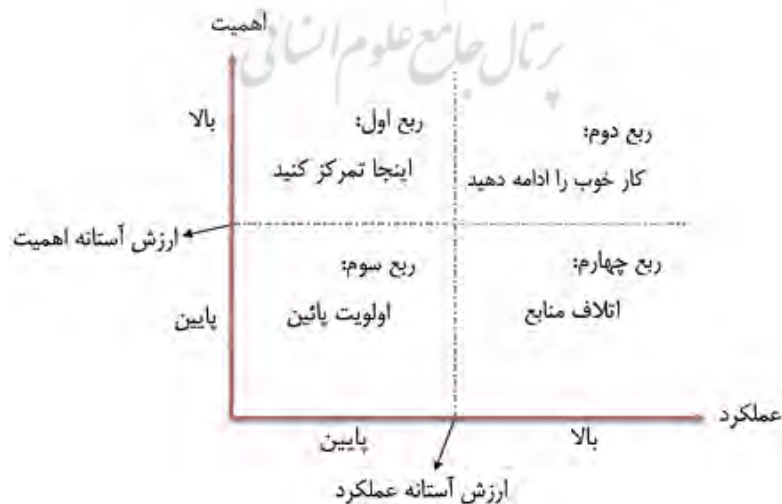 پرتال جامع علوم انسانی
اهمیت
بالا
ربع اول:
اینجا تمرکز کنید
ربع دوم:
کار خوب را ادامه دهید
ارزش آستانه اهمیت
پایین
ربع سوم:
اولویت پائین
ربع چهارم:
اتلاف منابع
عملکرد
پایین
بالا
ارزش آستانه عملکرد